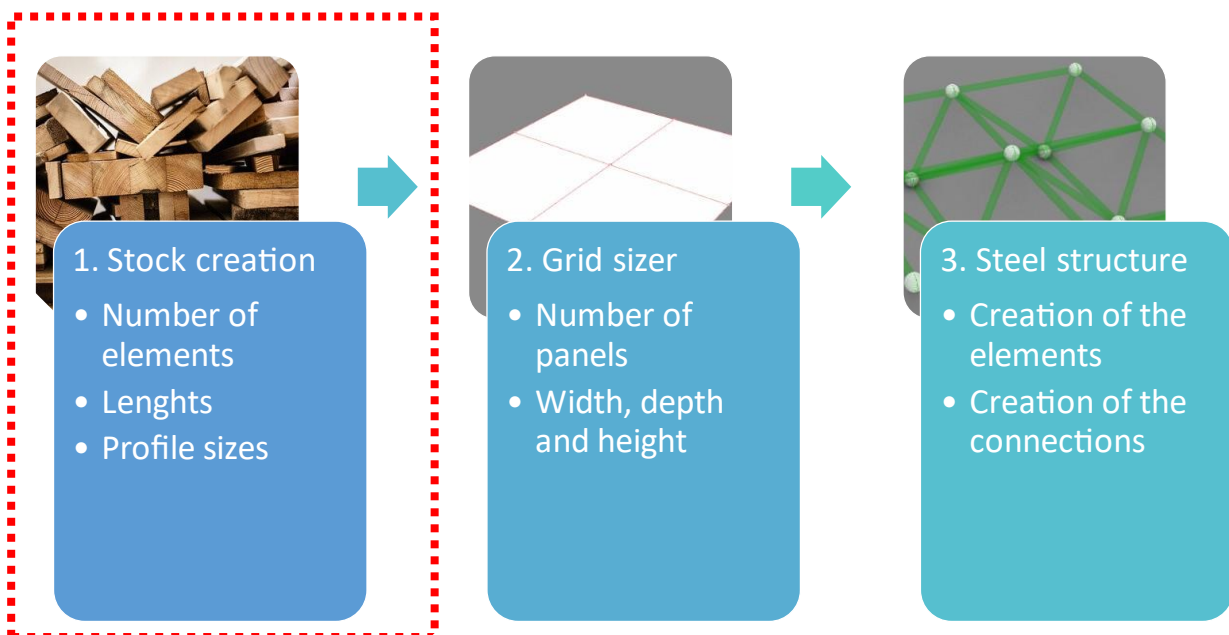 1. Stock creation
• Number of
elements
• Lenghts
• Profile sizes
2. Grid sizer
• Number of
panels
• Width, depth
and height
3. Steel structure
• Creation of the
elements
• Creation of the
connections